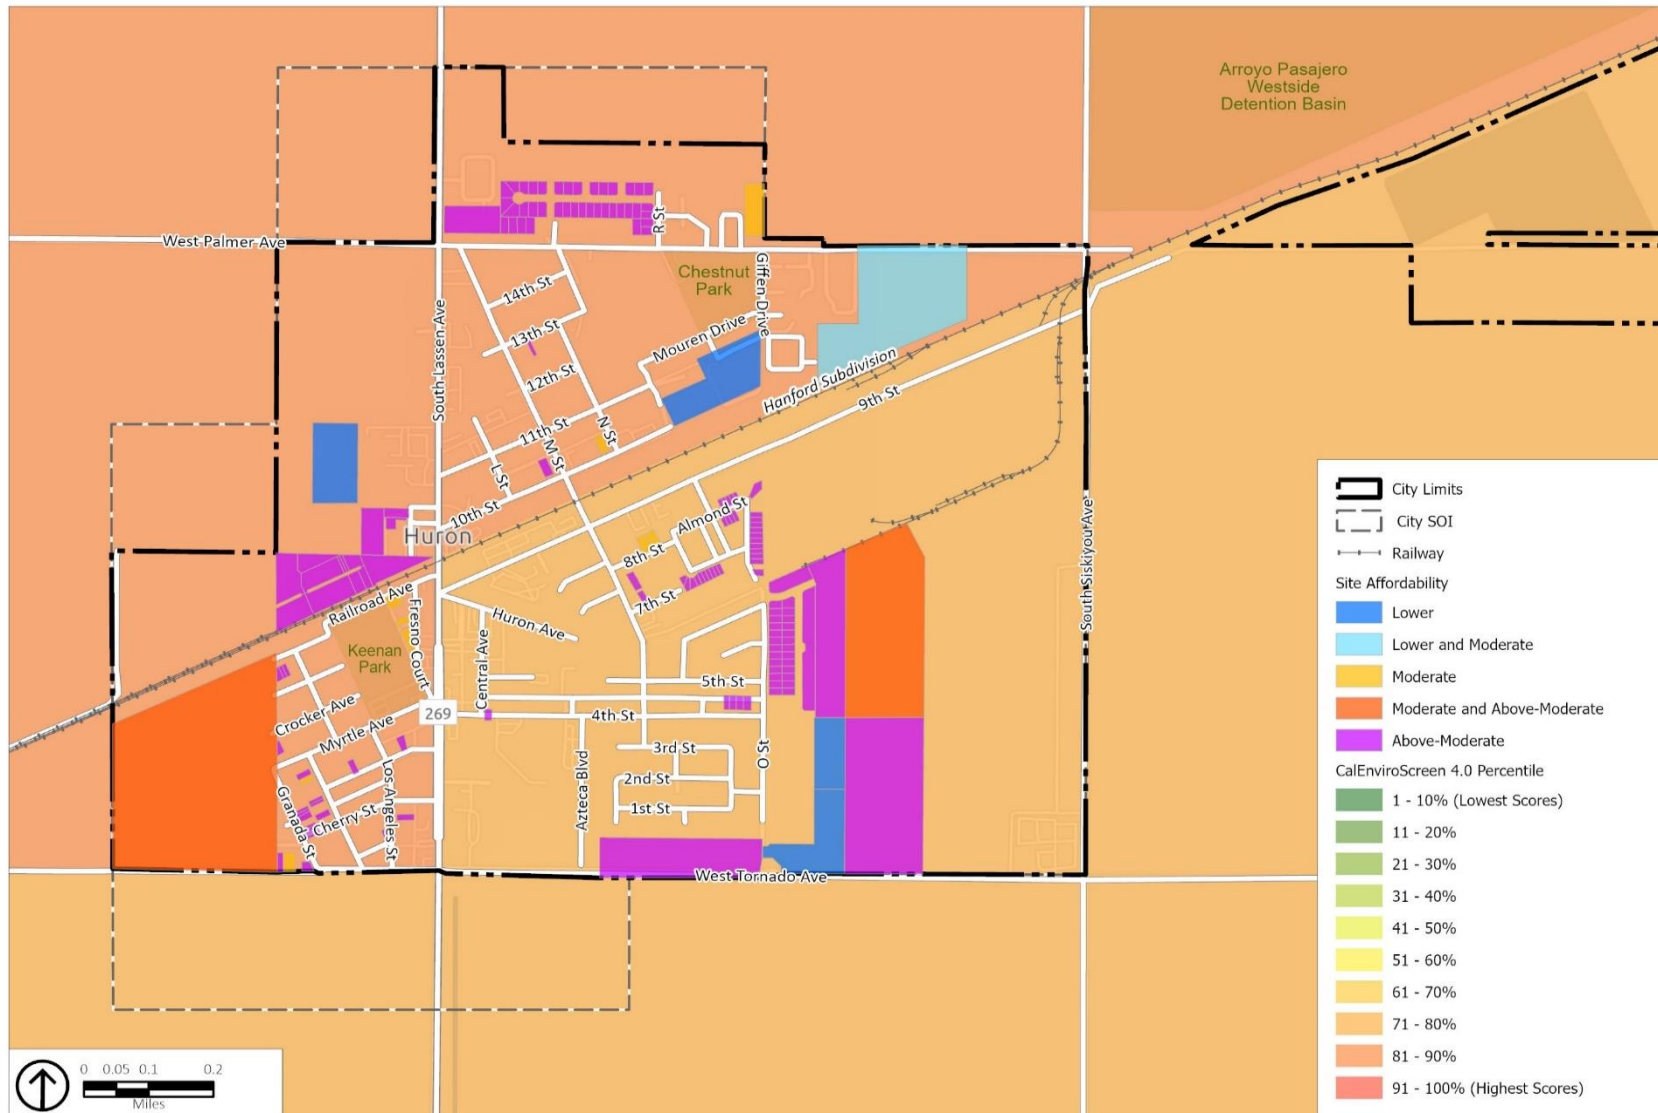 Arroyo Pasajero
Westside
Detention Basin
West Palmer Ave
R St
Chestnut
Park
Giffen Drive
14th St
13th St
Mouren Drive
12th St
South Lassen Ave
Hanford Subdivision
9th St
11th St
N St
M St
L St
10th St
Huron
Almond St
8th St
7th St
Railroad Ave
Fresno Court
Huron Ave
Central Ave
Keenan
Park
5th St
4th St
269
Crocker Ave
Myrtle Ave
3rd St
2nd St
1st St
O St
Azteca Blvd
Los Angeles St
Granada St
Cherry St
West Tornado Ave
South Siskiyou Ave
City Limits
City SOI
Railway
Site Affordability
Lower
Lower and Moderate
Moderate
Moderate and Above-Moderate
Above-Moderate
CalEnviroScreen 4.0 Percentile
1 - 10% (Lowest Scores)
11 - 20%
21 - 30%
31 - 40%
41 - 50%
51 - 60%
61 - 70%
71 - 80%
81 - 90%
91 - 100% (Highest Scores)
0 0.05 0.1 0.2
Miles